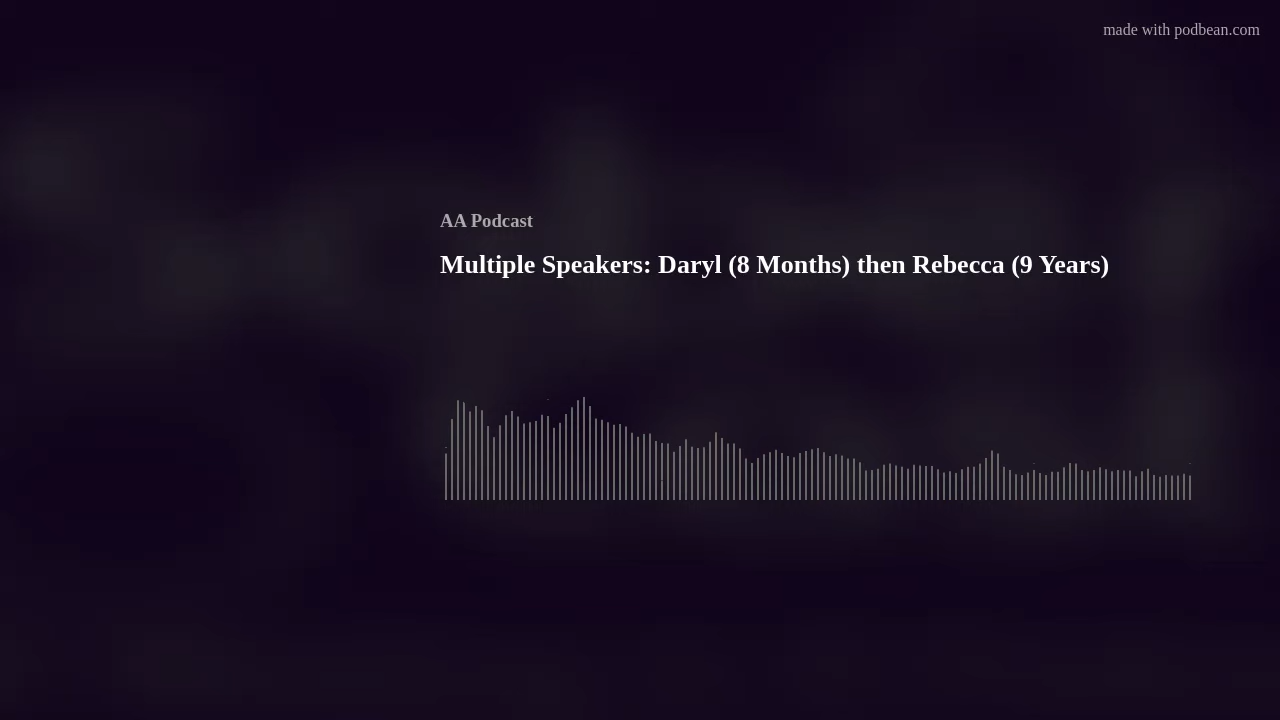 made with podbean.com
AA Podcast
Multiple Speakers: Daryl (8 Months) then Rebecca (9 Years)